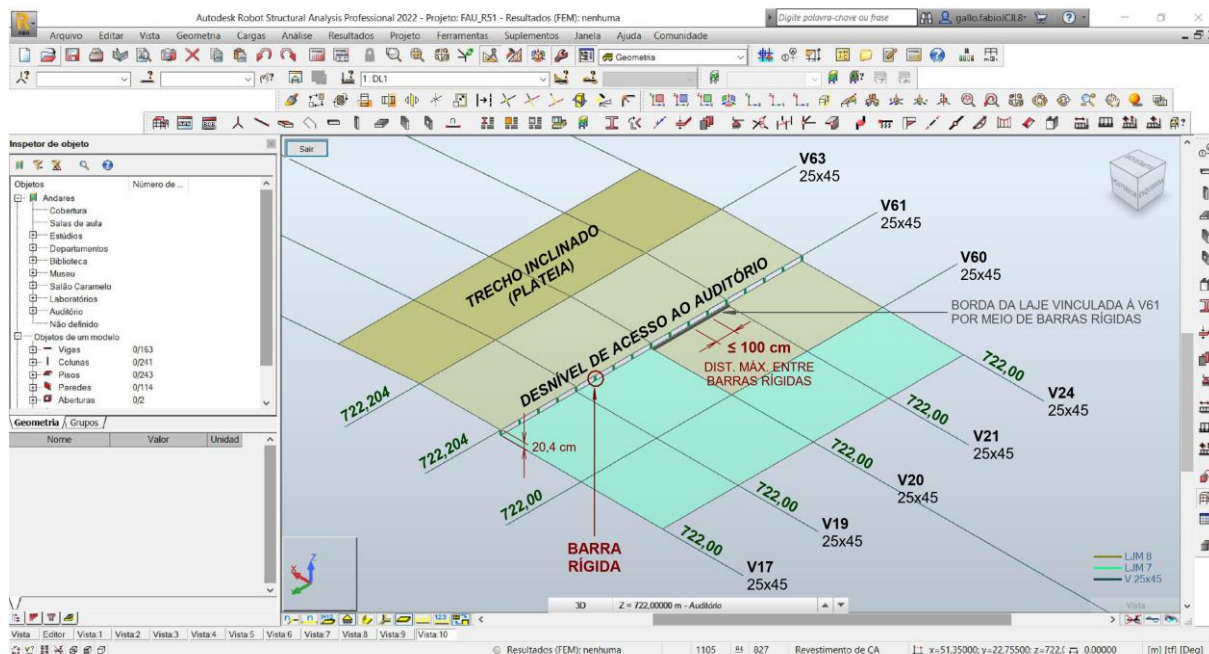 Autodesk Robot Structural Analysis Professional 2022 - Projeto: FAU_R51 - Resultados (FEM): nenhuma
Digite palavra-chave ou frase
gallo.fabioJCJL8
PRO
Arquivo Editar Vista Geometria Cargas Análise Resultados Projeto Ferramentas Suplementos Janela Ajuda Comunidade
Geometria
1: DL1
Inspetor de objeto
Objetos Número de ...
Andares
Cobertura
Salas de aula
Estúdios
Departamentos
Biblioteca
Museu
Salão Caramelo
Laboratórios
Auditório
Não definido
Objetos de um modelo
Vigas 0/163
Colunas 0/241
Pisos 0/243
Paredes 0/114
Aberturas 0/2
Geometria Grupos
Nome Valor Unidad
Sair
V63
25x45
V61
25x45
V60
25x45
TRECHO INCLINADO
(PLATEIA)
DESNÍVEL DE ACESSO AO AUDITÓRIO
BORDA DA LAJE VINCULADA À V61
POR MEIO DE BARRAS RÍGIDAS
≤ 100 cm
DIST. MÁX. ENTRE
BARRAS RÍGIDAS
722,204
722,204
20,4 cm
722,00
722,00
V24
25x45
722,00
V21
25x45
722,00
V20
25x45
722,00
V19
25x45
722,00
V17
25x45
BARRA
RÍGIDA
LJM 8
LJM 7
V 25x45
Vista
3D Z = 722,00000 m - Auditório
Vista Editor Vista:1 Vista:2 Vista:3 Vista:4 Vista:5 Vista:6 Vista:7 Vista:8 Vista:9 Vista:10
Resultados (FEM): nenhuma 1105 827 Revestimento de CA x=51,35000; y=22,75500; z=722,( 0,00000 [m] [tf] [Deg]